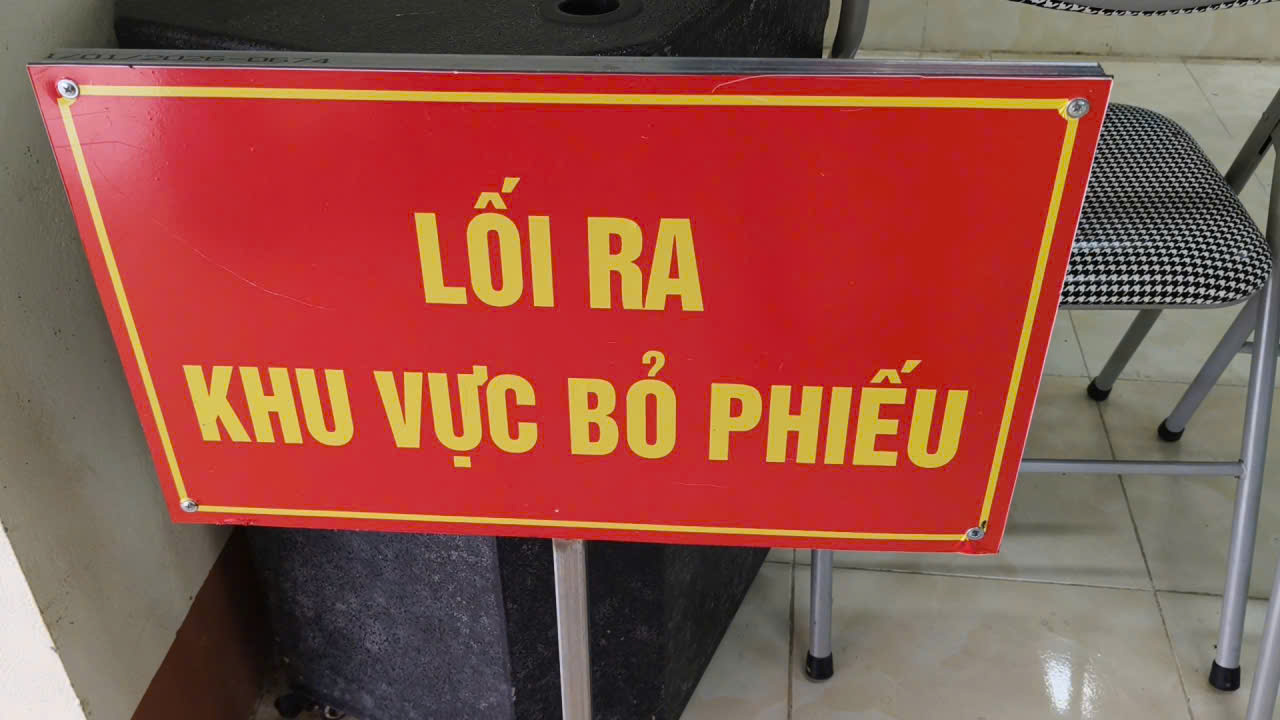 LỐI RA
KHU VỰC BỎ PHIẾU